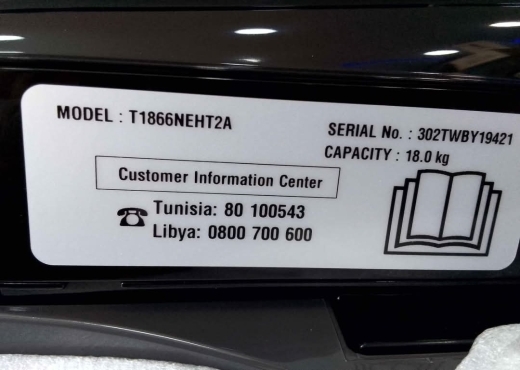 MODEL : T1866NEHT2A
SERIAL No. : 302TWBY19421
CAPACITY : 18.0 kg
Customer Information Center
Tunisia: 80 100543
Libya: 0800 700 600